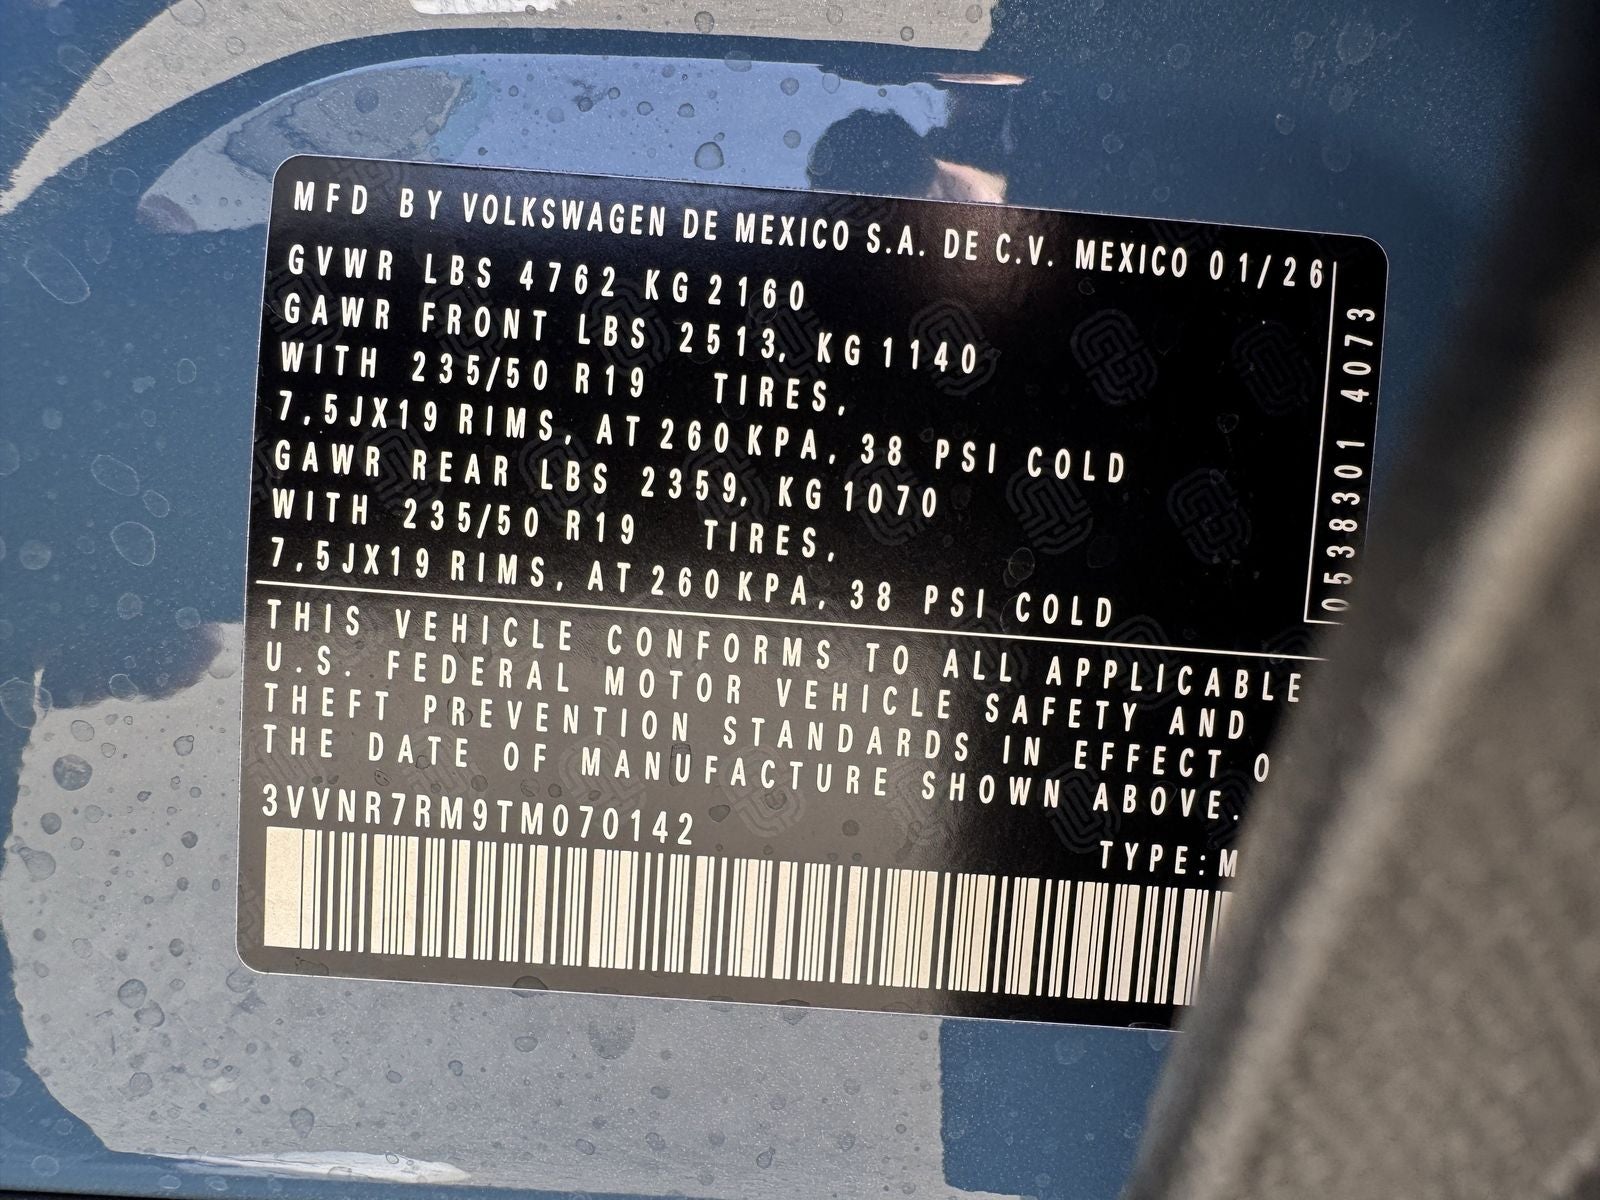 MFD BY VOLKSWAGEN DE MEXICO S.A. DE C.V. MEXICO 01/26
GVWR LBS 4762 KG 2160
GAWR FRONT LBS 2513, KG 1140
WITH 235/50 R19 TIRES,
7,5JX19 RIMS, AT 260 KPA, 38 PSI COLD
GAWR REAR LBS 2359, KG 1070
WITH 235/50 R19 TIRES,
7,5JX19 RIMS, AT 260 KPA, 38 PSI COLD
THIS VEHICLE CONFORMS TO ALL APPLICABLE
U.S. FEDERAL MOTOR VEHICLE SAFETY AND
THEFT PREVENTION STANDARDS IN EFFECT
THE DATE OF MANUFACTURE SHOWN ABOVE.
3VVNR7RM9TM070142
TYPE:M
0538301 4073